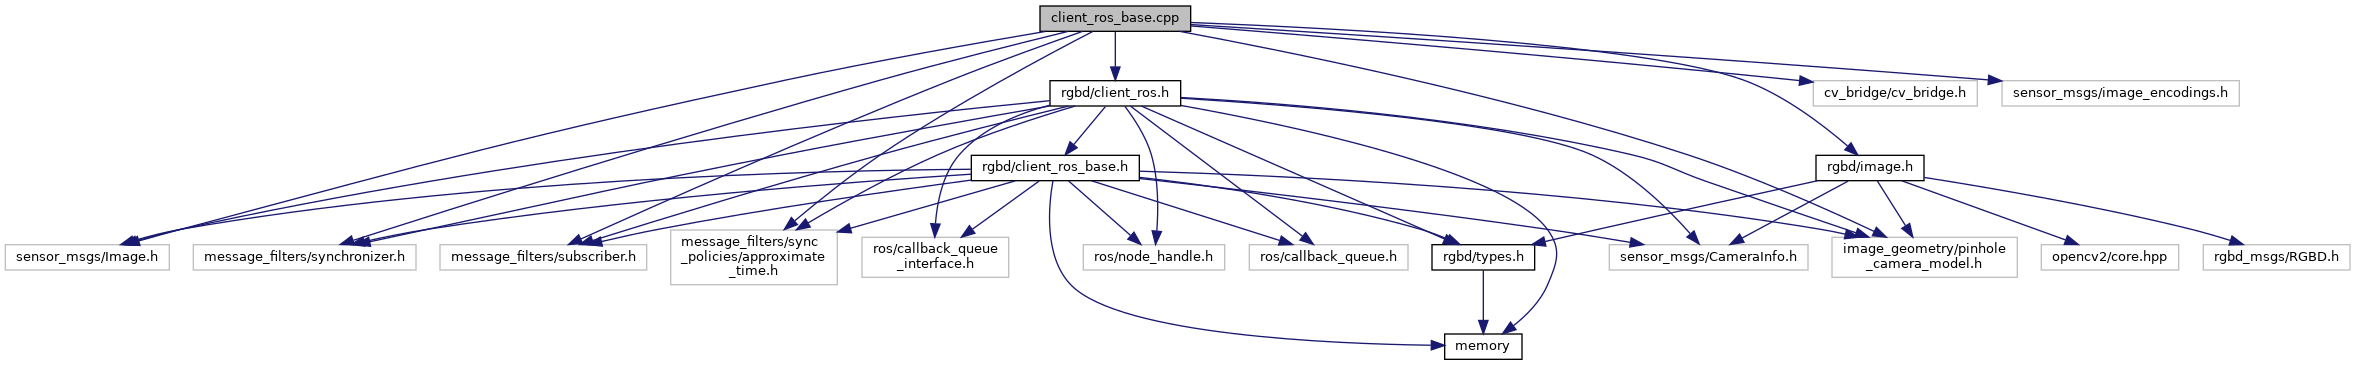 client_ros_base.cpp
rgbd/client_ros.h
cv_bridge/cv_bridge.h
sensor_msgs/image_encodings.h
rgbd/client_ros_base.h
rgbd/image.h
sensor_msgs/Image.h
message_filters/synchronizer.h
message_filters/subscriber.h
message_filters/sync
_policies/approximate
_time.h
ros/callback_queue
_interface.h
ros/node_handle.h
ros/callback_queue.h
rgbd/types.h
sensor_msgs/CameraInfo.h
image_geometry/pinhole
_camera_model.h
opencv2/core.hpp
rgbd_msgs/RGBD.h
memory